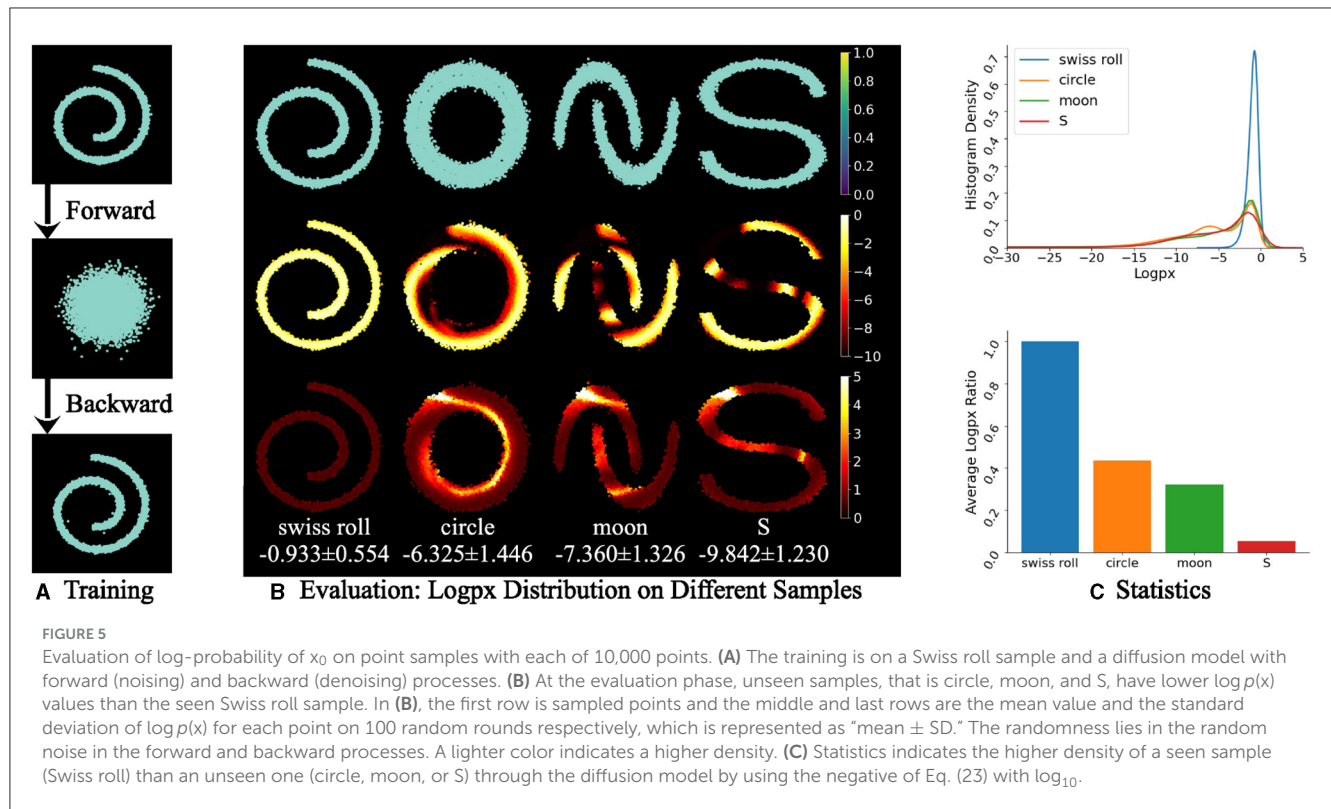 Forward
Backward
A Training
1.0
0.8
0.6
0.4
0.2
0.0
0
−2
−4
−6
−8
−10
5
4
3
2
1
0
swiss roll circle moon S
-0.933±0.554 -6.325±1.446 -7.360±1.326 -9.842±1.230
B Evaluation: Logpx Distribution on Different Samples
swiss roll
circle
moon
S
Histogram Density
0.7
0.6
0.5
0.4
0.3
0.2
0.1
0.0
−30 −25 −20 −15 −10 −5 0 5
Logpx
Average Logpx Ratio
1.0
0.8
0.6
0.4
0.2
0.0
swiss roll circle moon S
C Statistics
FIGURE 5
Evaluation of log-probability of x₀ on point samples with each of 10,000 points. (A) The training is on a Swiss roll sample and a diffusion model with
forward (noising) and backward (denoising) processes. (B) At the evaluation phase, unseen samples, that is circle, moon, and S, have lower log p(x)
values than the seen Swiss roll sample. In (B), the first row is sampled points and the middle and last rows are the mean value and the standard
deviation of log p(x) for each point on 100 random rounds respectively, which is represented as "mean ± SD." The randomness lies in the random
noise in the forward and backward processes. A lighter color indicates a higher density. (C) Statistics indicates the higher density of a seen sample
(Swiss roll) than an unseen one (circle, moon, or S) through the diffusion model by using the negative of Eq. (23) with log₁₀.